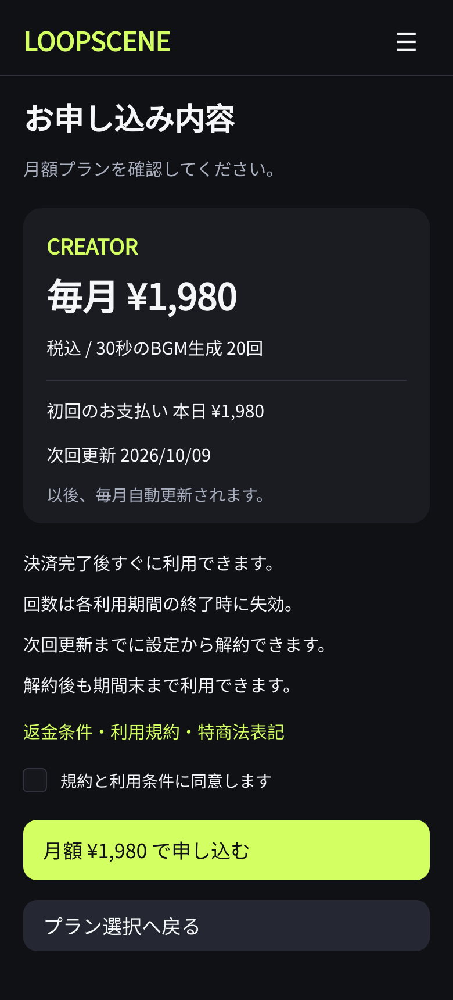 LOOPSCENE
お申し込み内容
月額プランを確認してください。
CREATOR
毎月 ¥1,980
税込 / 30秒のBGM生成 20回
初回のお支払い 本日 ¥1,980
次回更新 2026/10/09
以後、毎月自動更新されます。
決済完了後すぐに利用できます。
回数は各利用期間の終了時に失効。
次回更新までに設定から解約できます。
解約後も期間末まで利用できます。
返金条件・利用規約・特商法表記
規約と利用条件に同意します
月額 ¥1,980 で申し込む
プラン選択へ戻る